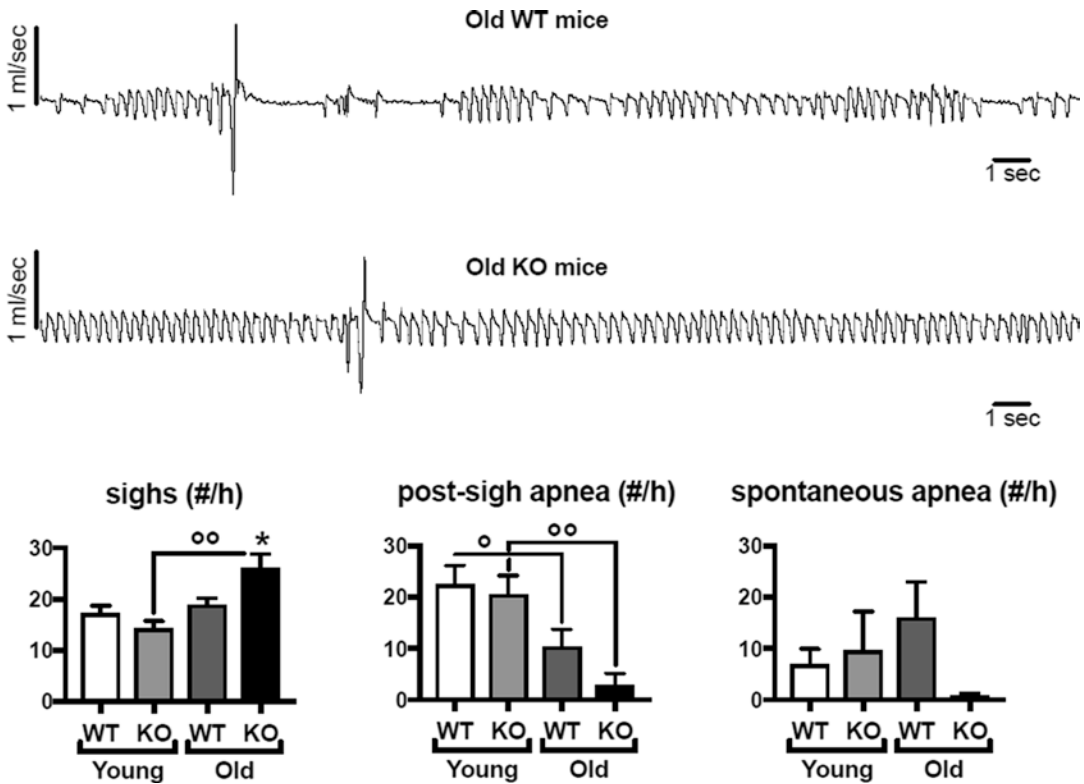 Old WT mice
1 ml/sec
1 sec
Old KO mice
1 ml/sec
1 sec
sighs (#/h)
30
20
10
0
°°
*
WT KO WT KO
Young Old
post-sigh apnea (#/h)
30
20
10
0
°
°°
WT KO WT KO
Young Old
spontaneous apnea (#/h)
30
20
10
0
WT KO WT KO
Young Old